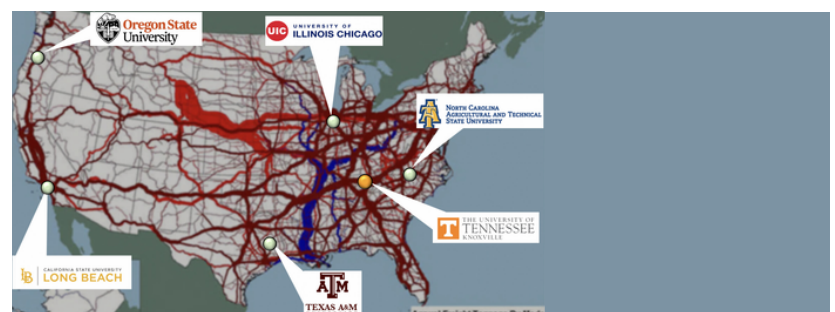 Oregon State
University
UIC
UNIVERSITY OF
ILLINOIS CHICAGO
NORTH CAROLINA
AGRICULTURAL AND TECHNICAL
STATE UNIVERSITY
T
THE UNIVERSITY OF
TENNESSEE
KNOXVILLE
LB
CALIFORNIA STATE UNIVERSITY
LONG BEACH
ATM
TEXAS A&M